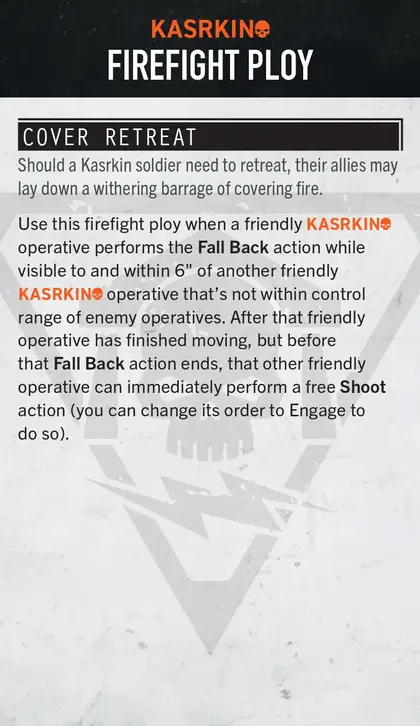 KASRKIN
FIREFIGHT PLOY
COVER RETREAT
Should a Kasrkin soldier need to retreat, their allies may
lay down a withering barrage of covering fire.
Use this firefight ploy when a friendly KASRKIN
operative performs the Fall Back action while
visible to and within 6" of another friendly
KASRKIN operative that’s not within control
range of enemy operatives. After that friendly
operative has finished moving, but before
that Fall Back action ends, that other friendly
operative can immediately perform a free Shoot
action (you can change its order to Engage to
do so).